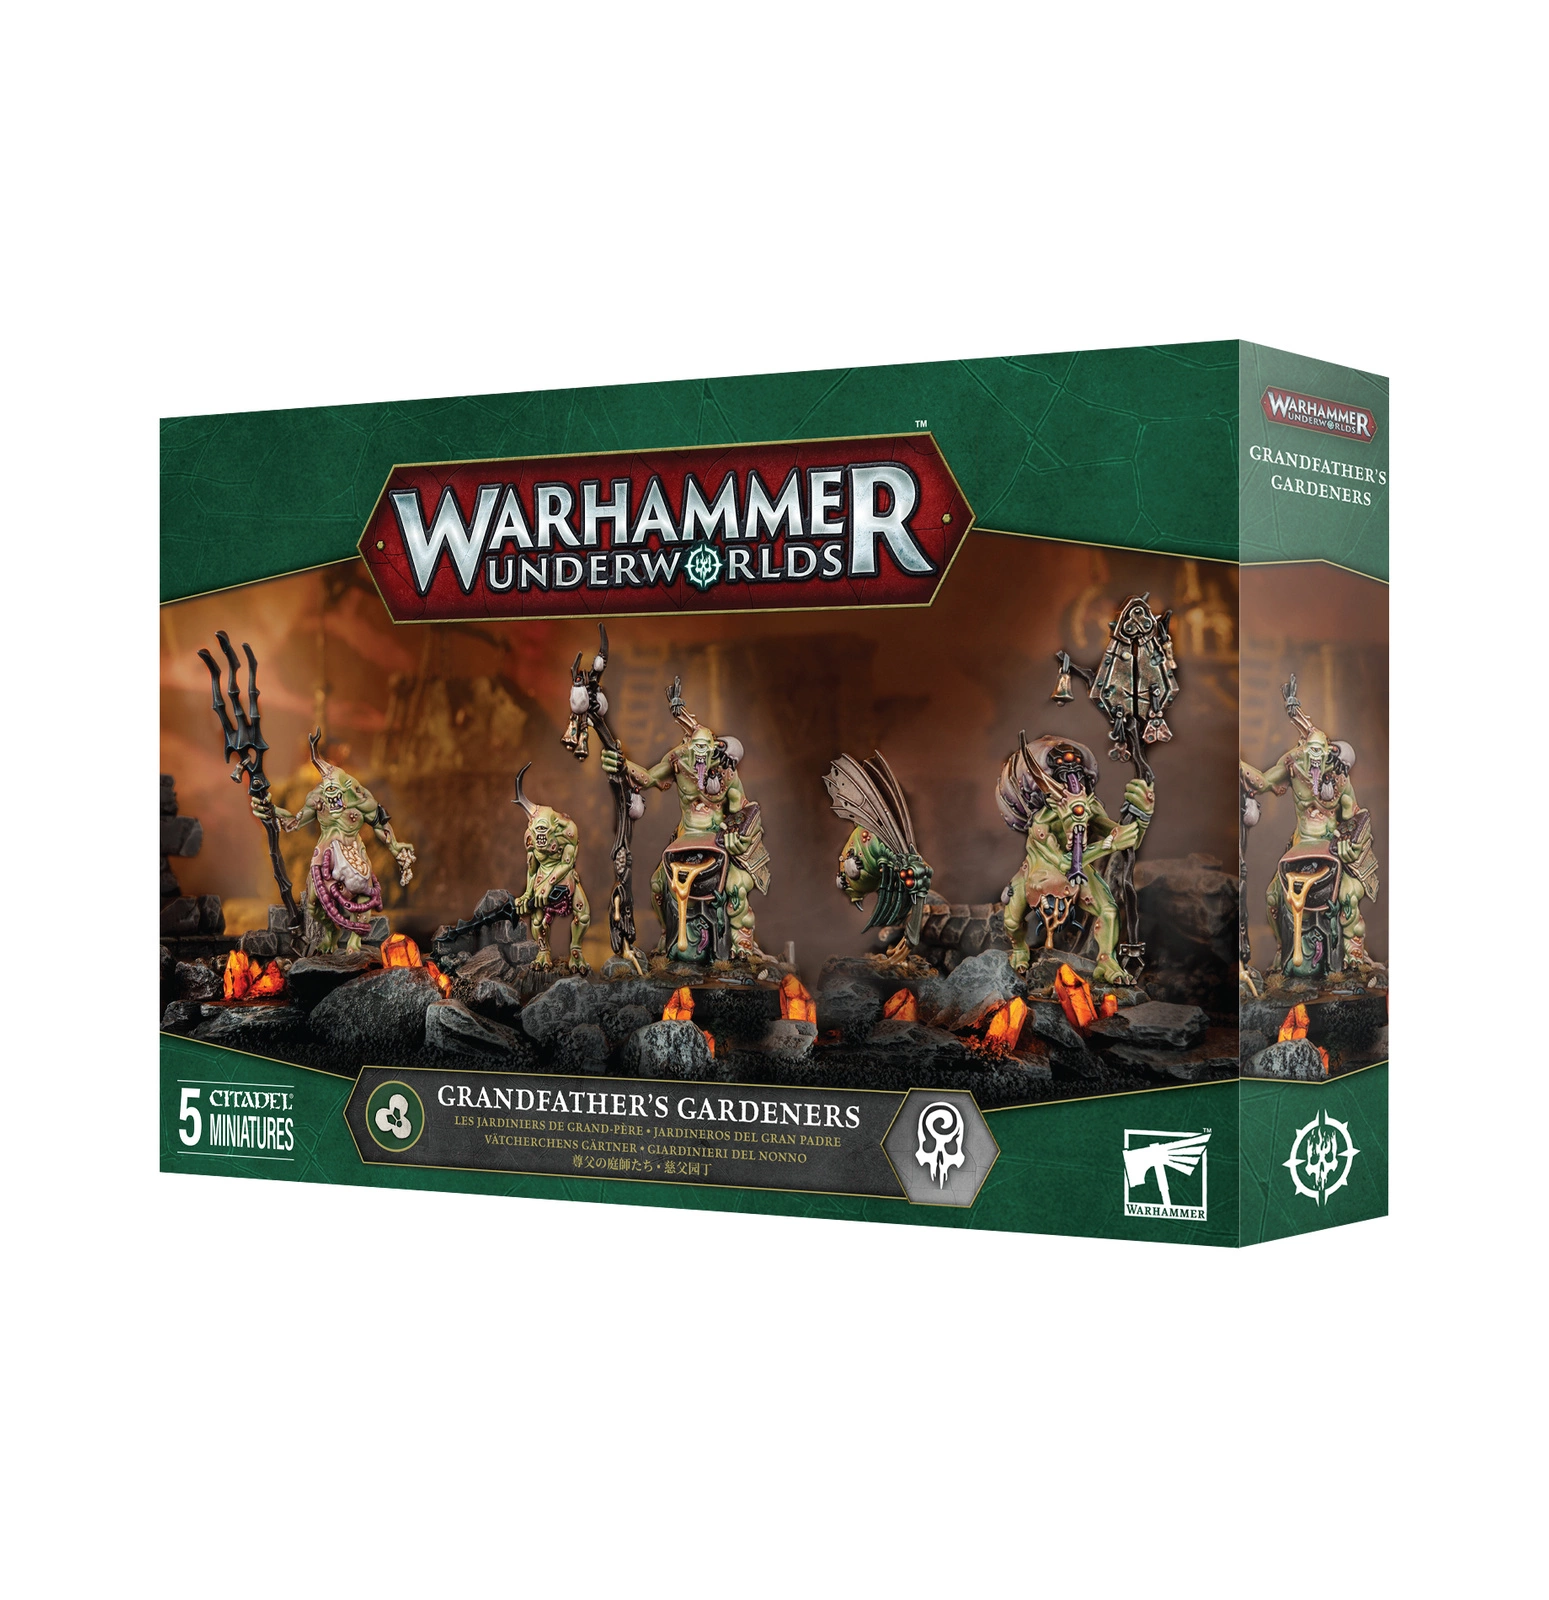 ™
WARHAMMER
UNDERWORLDS
5 CITADEL®
MINIATURES
GRANDFATHER'S GARDENERS
LES JARDINIERS DE GRAND-PÈRE • JARDINEROS DEL GRAN PADRE
VÄTCHERCHENS GÄRTNER • GIARDINIERI DEL NONNO
尊父の庭師たち • 慈父园丁
™
WARHAMMER
WARHAMMER
UNDERWORLDS
GRANDFATHER'S
GARDENERS